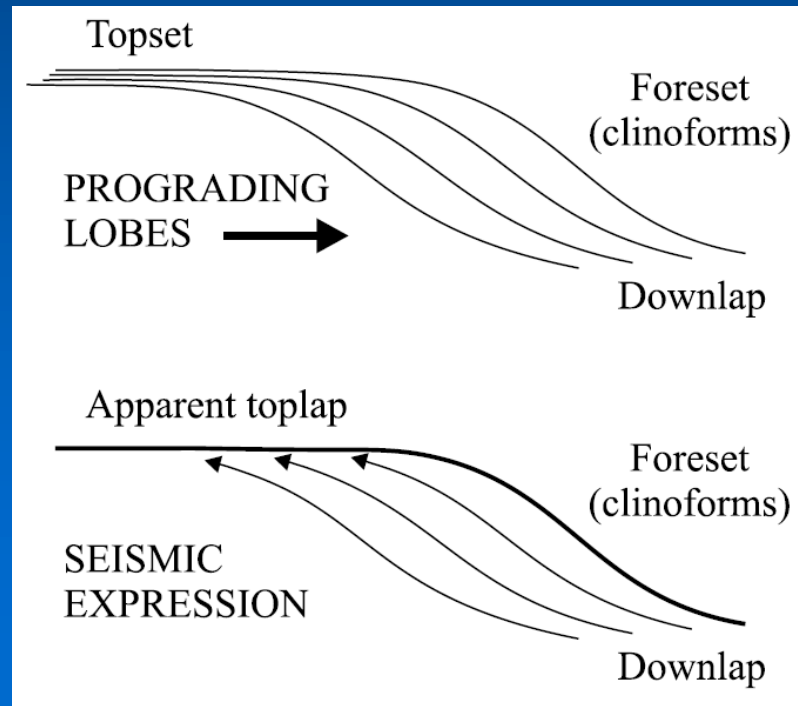 Topset
Foreset
(clinoforms)
PROGRADING
LOBES
Downlap
Apparent toplap
Foreset
(clinoforms)
SEISMIC
EXPRESSION
Downlap